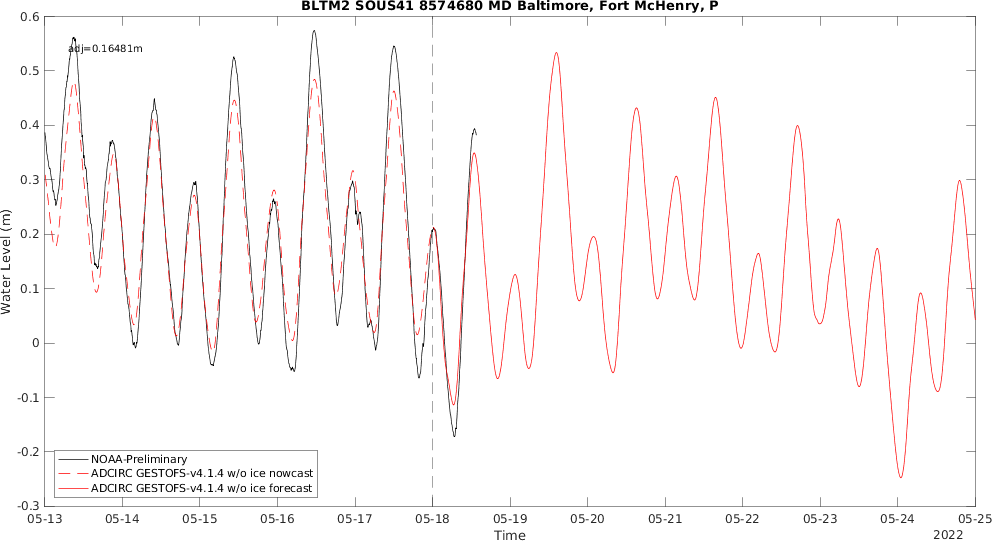 BLTM2 SOUS41 8574680 MD Baltimore, Fort McHenry, P
adj=0.16481m
0.6
0.5
0.4
0.3
0.2
0.1
0
-0.1
-0.2
-0.3
Water Level (m)
NOAA-Preliminary
ADCIRC GESTOFS-v4.1.4 w/o ice nowcast
ADCIRC GESTOFS-v4.1.4 w/o ice forecast
05-13 05-14 05-15 05-16 05-17 05-18 05-19 05-20 05-21 05-22 05-23 05-24 05-25
Time
2022